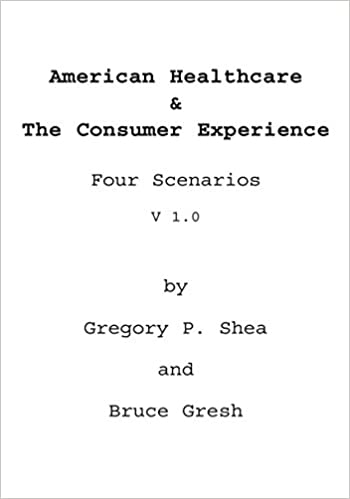 American Healthcare
&
The Consumer Experience
Four Scenarios
V 1.0
by
Gregory P. Shea
and
Bruce Gresh